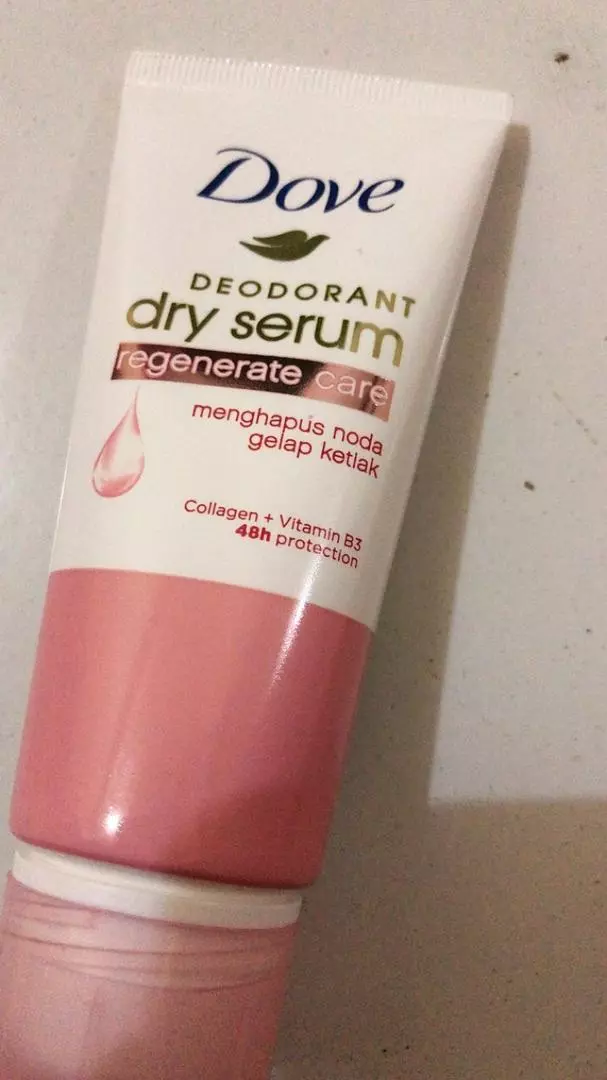 Dove
DEODORANT
dry serum
regenerate care
menghapus noda
gelap ketiak
Collagen + Vitamin B3
48h protection